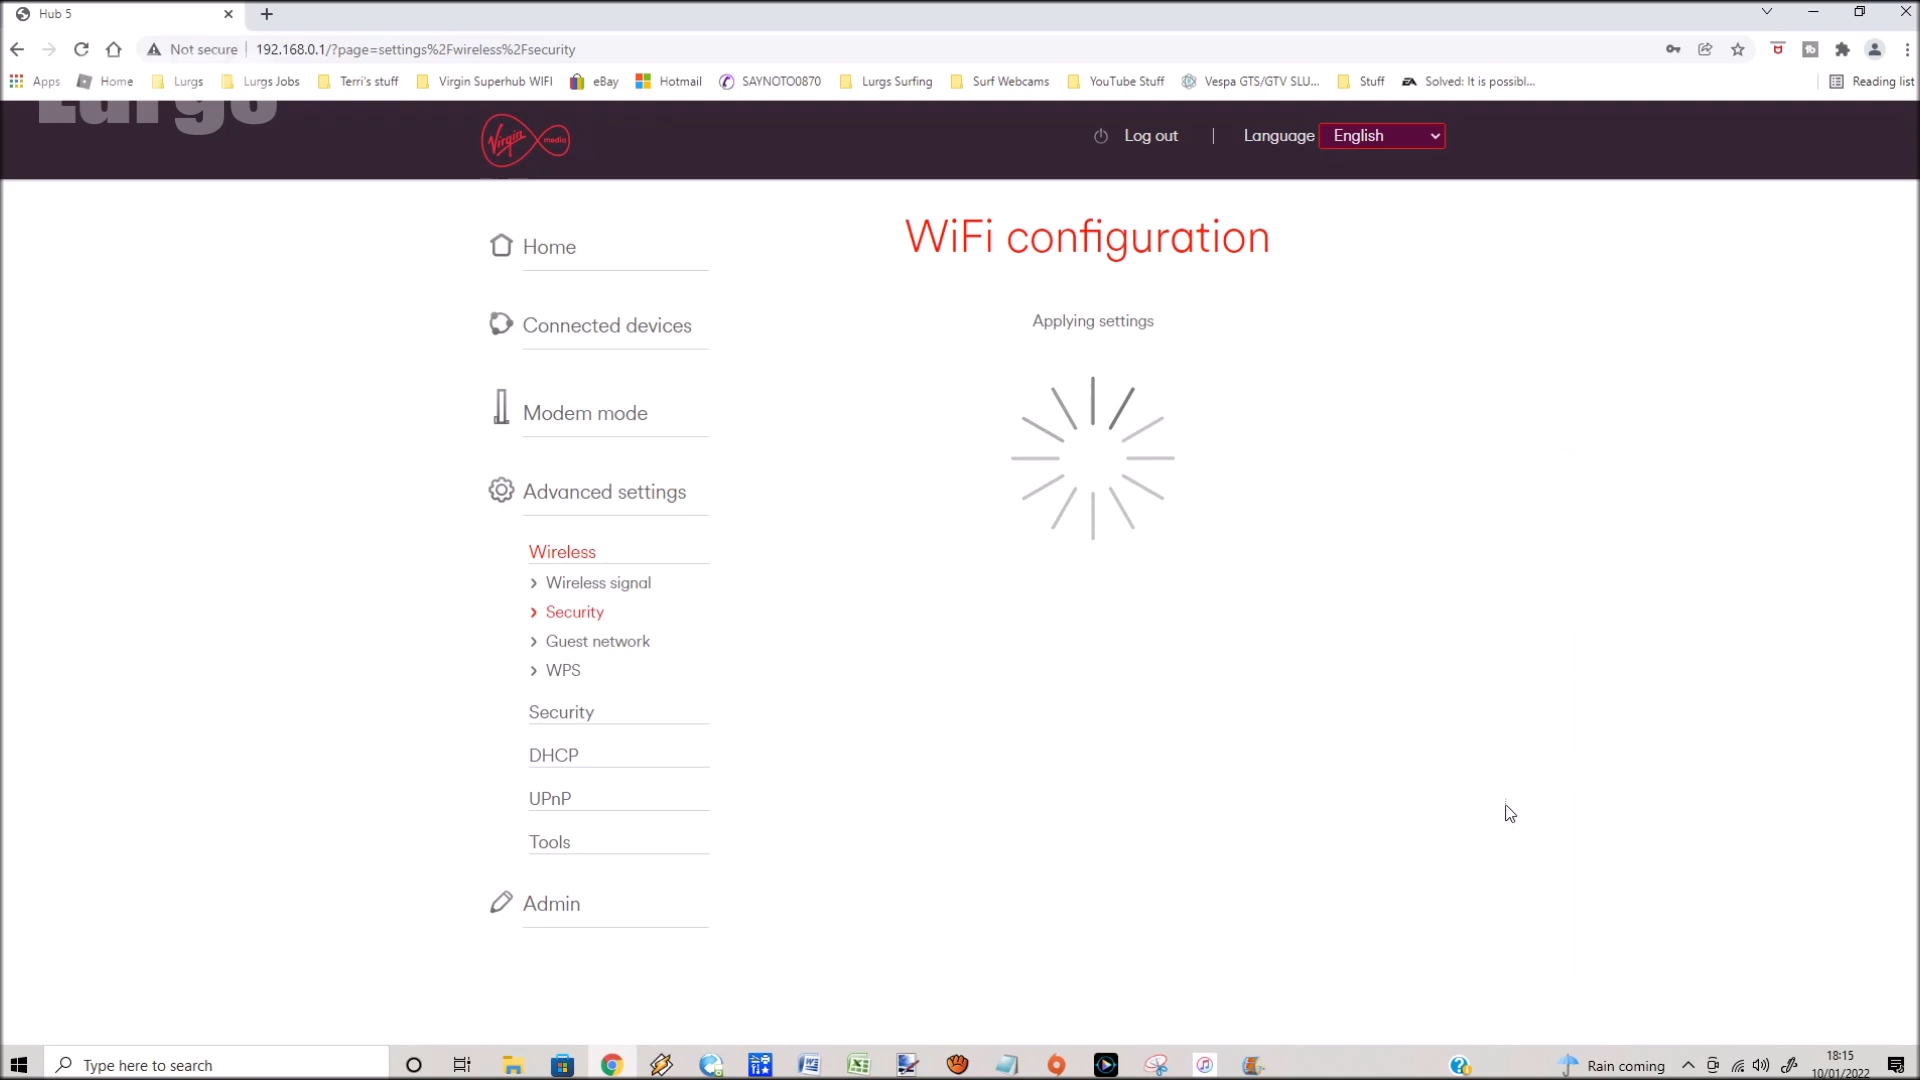 Hub 5
Not secure
192.168.0.1/?page=settings%2Fwireless%2Fsecurity
Apps
Home
Lurgs
Lurgs Jobs
Terri's stuff
Virgin Superhub WIFI
eBay
Hotmail
SAYNOTO0870
Lurgs Surfing
Surf Webcams
YouTube Stuff
Vespa GTS/GTV SLU...
Stuff
Solved: It is possibl...
Reading list
Lurgo
Virgin media
Log out
Language
English
WiFi configuration
Applying settings
Home
Connected devices
Modem mode
Advanced settings
Wireless
Wireless signal
Security
Guest network
WPS
Security
DHCP
UPnP
Tools
Admin
Type here to search
Rain coming
18:15
10/01/2022